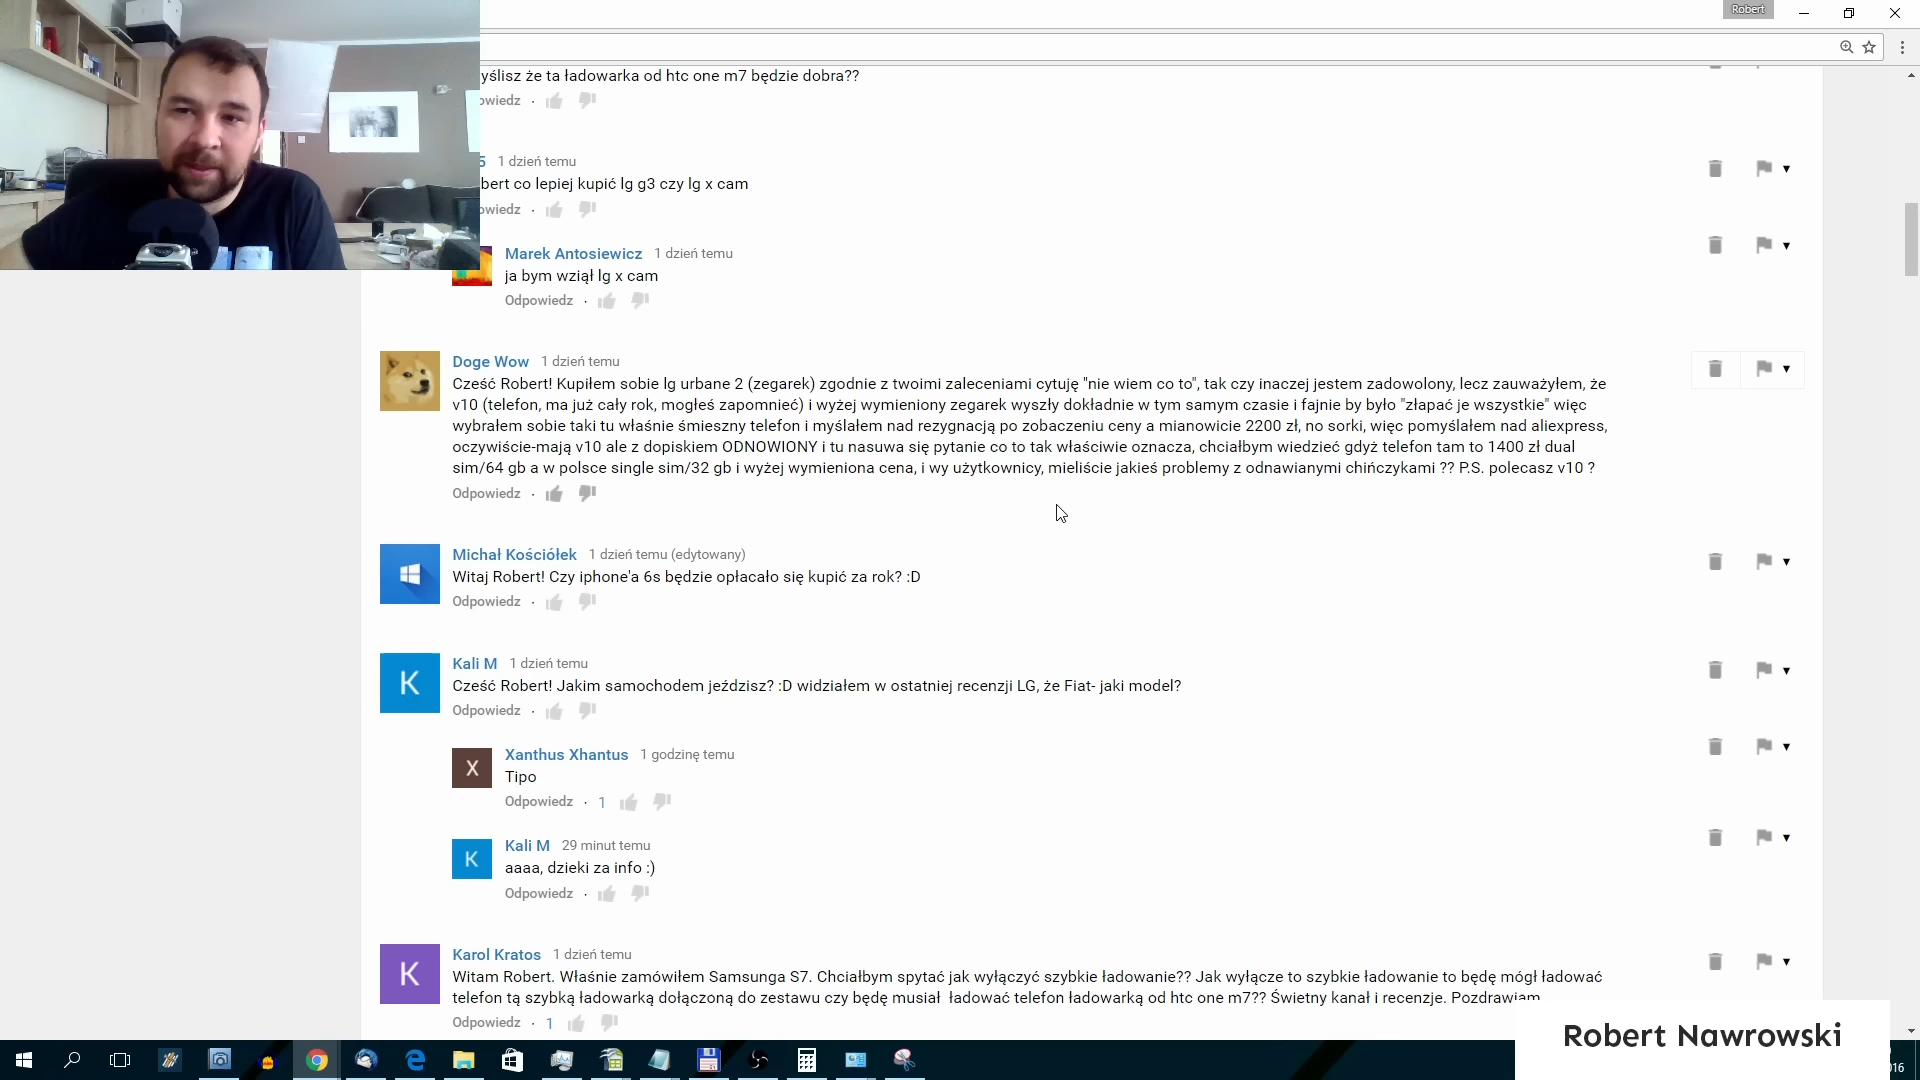 Robert
yślisz że ta ładowarka od htc one m7 będzie dobra??
owiedz ·
5 1 dzień temu
bert co lepiej kupić lg g3 czy lg x cam
owiedz ·
Marek Antosiewicz 1 dzień temu
ja bym wziął lg x cam
Odpowiedz ·
Doge Wow 1 dzień temu
Cześć Robert! Kupiłem sobie lg urbane 2 (zegarek) zgodnie z twoimi zaleceniami cytuję "nie wiem co to", tak czy inaczej jestem zadowolony, lecz zauważyłem, że
v10 (telefon, ma już cały rok, mogłeś zapomnieć) i wyżej wymieniony zegarek wyszły dokładnie w tym samym czasie i fajnie by było "złapać je wszystkie" więc
wybrałem sobie taki tu właśnie śmieszny telefon i myślałem nad rezygnacją po zobaczeniu ceny a mianowicie 2200 zł, no sorki, więc pomyślałem nad aliexpress,
oczywiście-mają v10 ale z dopiskiem ODNOWIONY i tu nasuwa się pytanie co to tak właściwie oznacza, chciałbym wiedzieć gdyż telefon tam to 1400 zł dual
sim/64 gb a w polsce single sim/32 gb i wyżej wymieniona cena, i wy użytkownicy, mieliście jakieś problemy z odnawianymi chińczykami ?? P.S. polecasz v10 ?
Odpowiedz ·
Michał Kościółek 1 dzień temu (edytowany)
Witaj Robert! Czy iphone'a 6s będzie opłacało się kupić za rok? :D
Odpowiedz ·
K
Kali M 1 dzień temu
Cześć Robert! Jakim samochodem jeździsz? :D widziałem w ostatniej recenzji LG, że Fiat- jaki model?
Odpowiedz ·
X
Xanthus Xhantus 1 godzinę temu
Tipo
Odpowiedz · 1
K
Kali M 29 minut temu
aaaa, dzieki za info :)
Odpowiedz ·
K
Karol Kratos 1 dzień temu
Witam Robert. Właśnie zamówiłem Samsunga S7. Chciałbym spytać jak wyłączyć szybkie ładowanie?? Jak wyłącze to szybkie ładowanie to będę mógł ładować
telefon tą szybką ładowarką dołączoną do zestawu czy będę musiał ładować telefon ładowarką od htc one m7?? Świetny kanał i recenzje. Pozdrawiam
Odpowiedz · 1
Robert Nawrowski
016